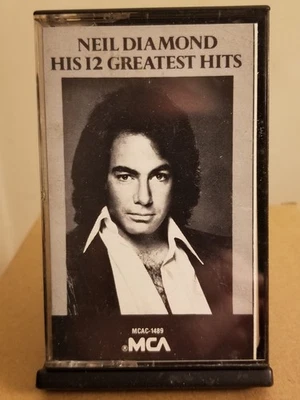 NEIL DIAMOND
HIS 12 GREATEST HITS
MCAC-1489
®MCA